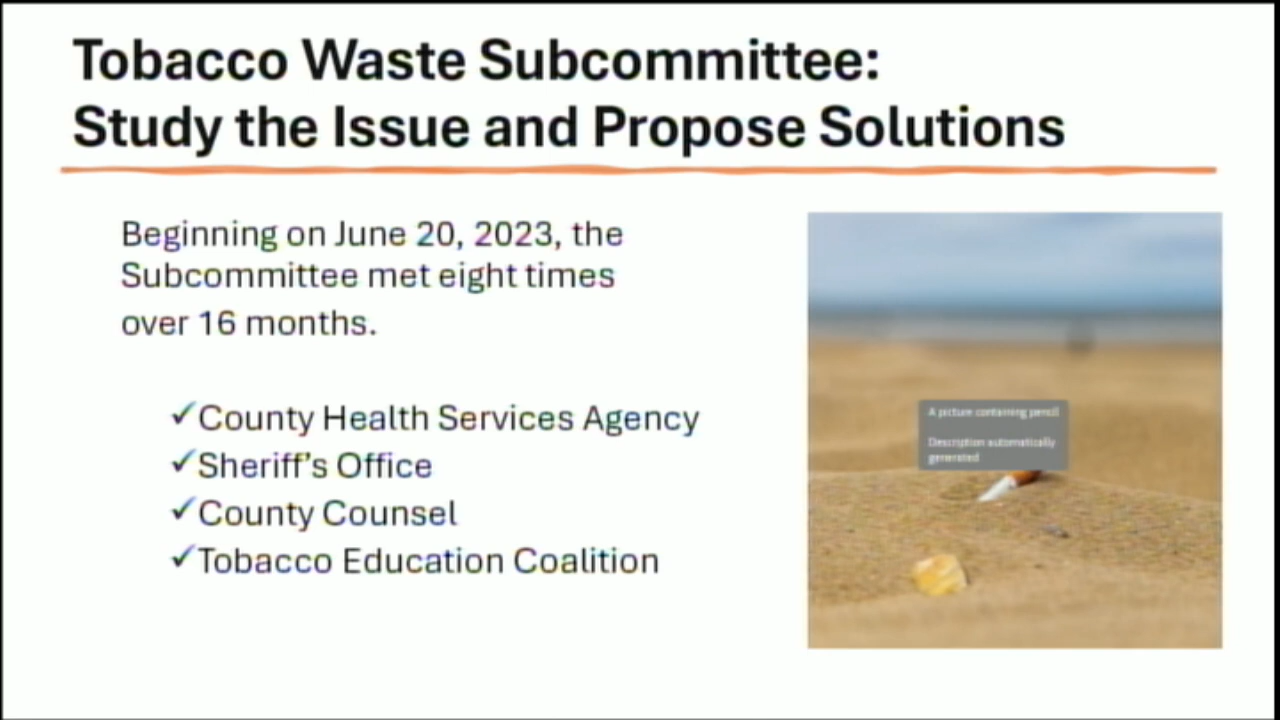 Tobacco Waste Subcommittee:
Study the Issue and Propose Solutions
Beginning on June 20, 2023, the
Subcommittee met eight times
over 16 months.
✓County Health Services Agency
✓Sheriff's Office
✓County Counsel
✓Tobacco Education Coalition
A picture containing pencil
Description automatically
generated